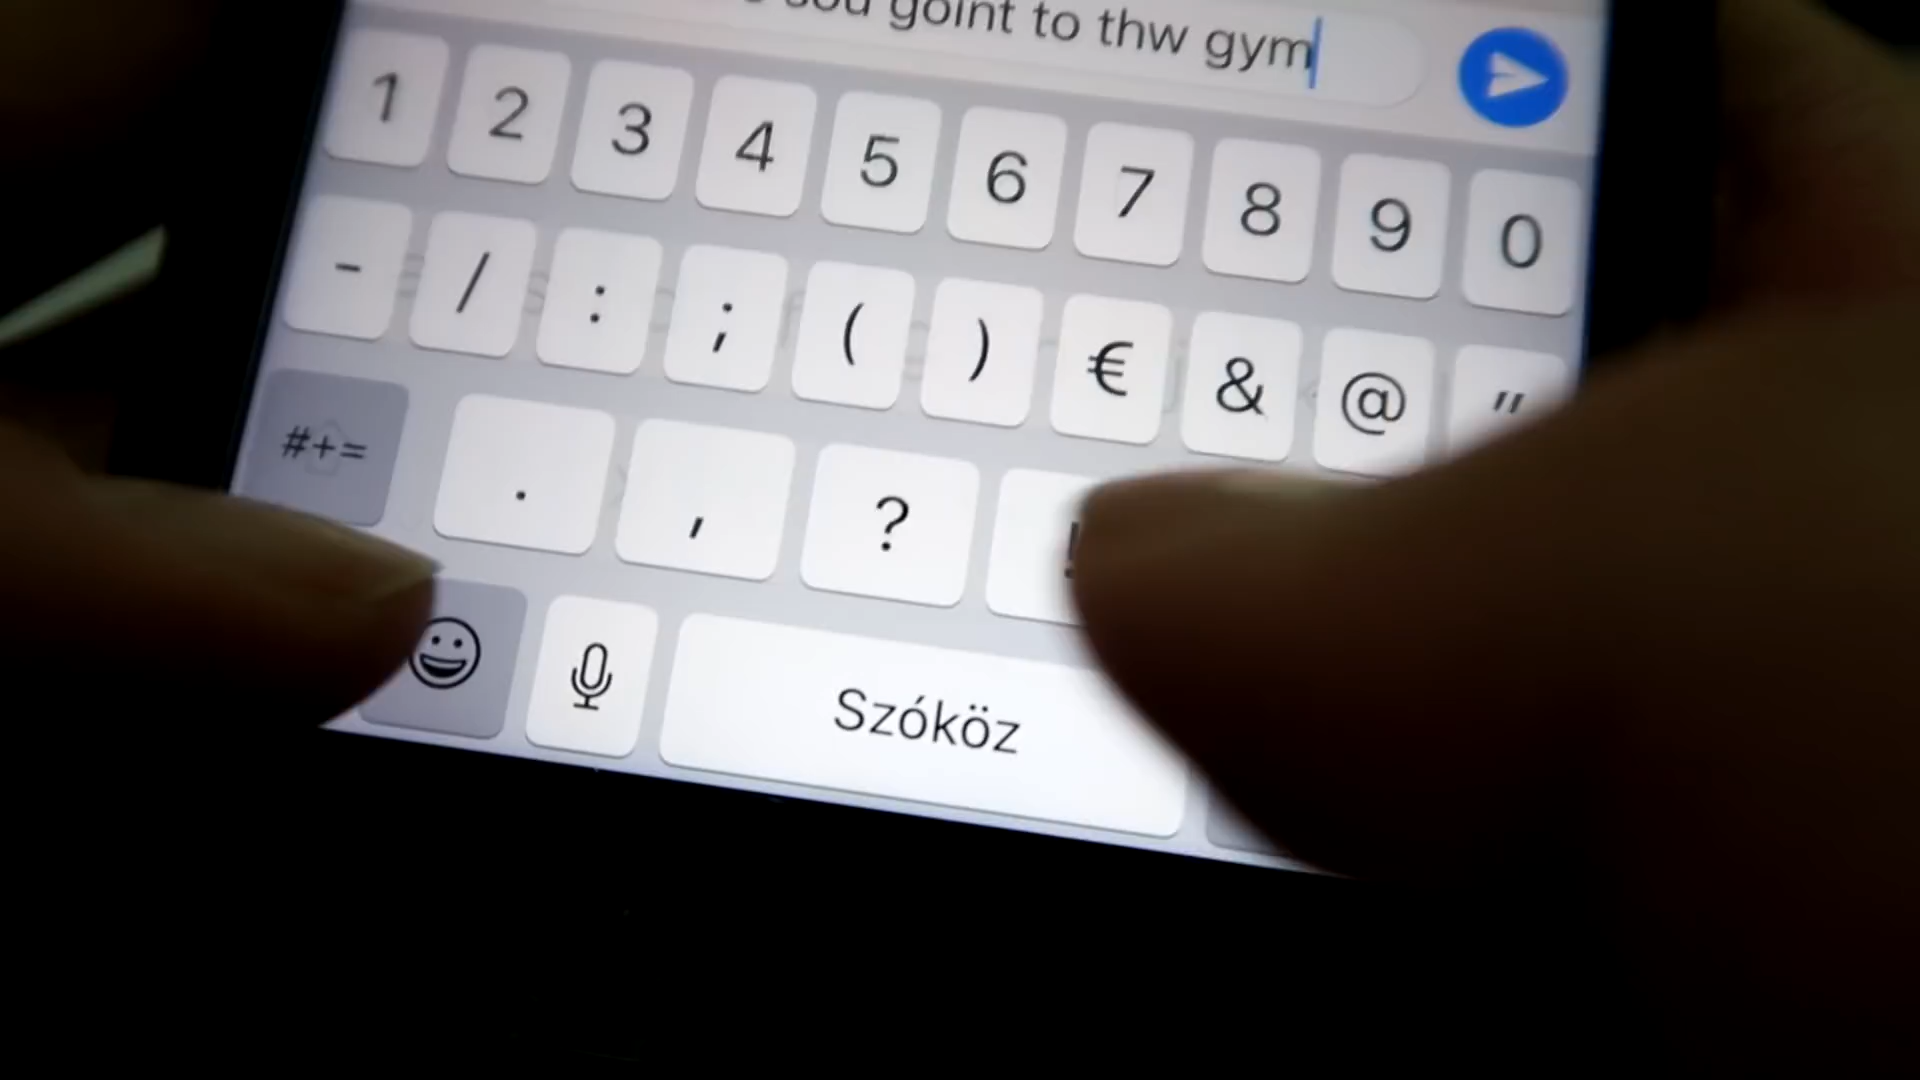 goint to thw gym
1 2 3 4 5 6 7 8 9 0
- / : ; ( ) € & @ "
#+= . , ? !
Szóköz